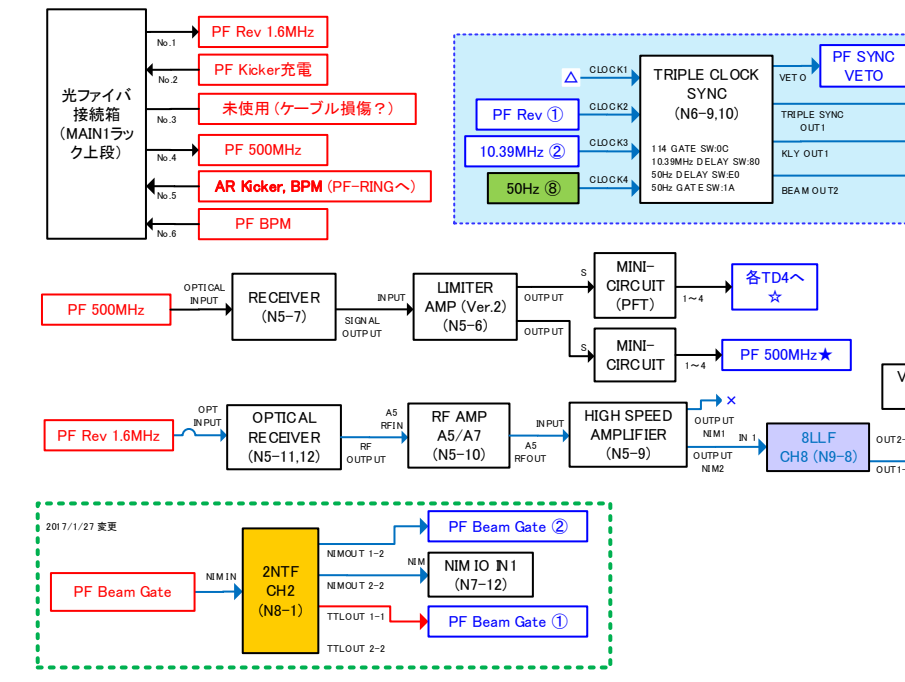 光ファイバ
接続箱
(MAIN1ラッ
ク上段)
No.1
PF Rev 1.6MHz
No.2
PF Kicker充電
No.3
未使用 (ケーブル損傷?)
No.4
PF 500MHz
No.5
AR Kicker, BPM (PF-RINGへ)
No.6
PF BPM
△
CLOCK1
PF Rev ①
CLOCK2
10.39MHz ②
CLOCK3
50Hz ⑧
CLOCK4
TRIPLE CLOCK
SYNC
(N6-9,10)
114 GATE SW:0C
10.39MHz DELAY SW:80
50Hz DELAY SW:E0
50Hz GATE SW:1A
VETO
PF SYNC
VETO
TRIPLE SYNC
OUT1
KLY OUT1
BEAM OUT2
PF 500MHz
OPTICAL
INPUT
RECEIVER
(N5-7)
SIGNAL
OUTPUT
INPUT
LIMITER
AMP (Ver.2)
(N5-6)
OUTPUT
OUTPUT
S
MINI-
CIRCUIT
(PFT)
1~4
各TD4へ
☆
S
MINI-
CIRCUIT
1~4
PF 500MHz★
V
PF Rev 1.6MHz
OPT
INPUT
OPTICAL
RECEIVER
(N5-11,12)
A5
RFIN
RF
OUTPUT
RF AMP
A5/A7
(N5-10)
INPUT
A5
RFOUT
HIGH SPEED
AMPLIFIER
(N5-9)
×
OUTPUT
NIM1
OUTPUT
NIM2
IN 1
8LLF
CH8 (N9-8)
OUT2-
OUT1-
2017/1/27 変更
PF Beam Gate
NIM IN
2NTF
CH2
(N8-1)
NIMOUT 1-2
PF Beam Gate ②
NIMOUT 2-2
NIM
NIM IO IN1
(N7-12)
TTLOUT 1-1
PF Beam Gate ①
TTLOUT 2-2